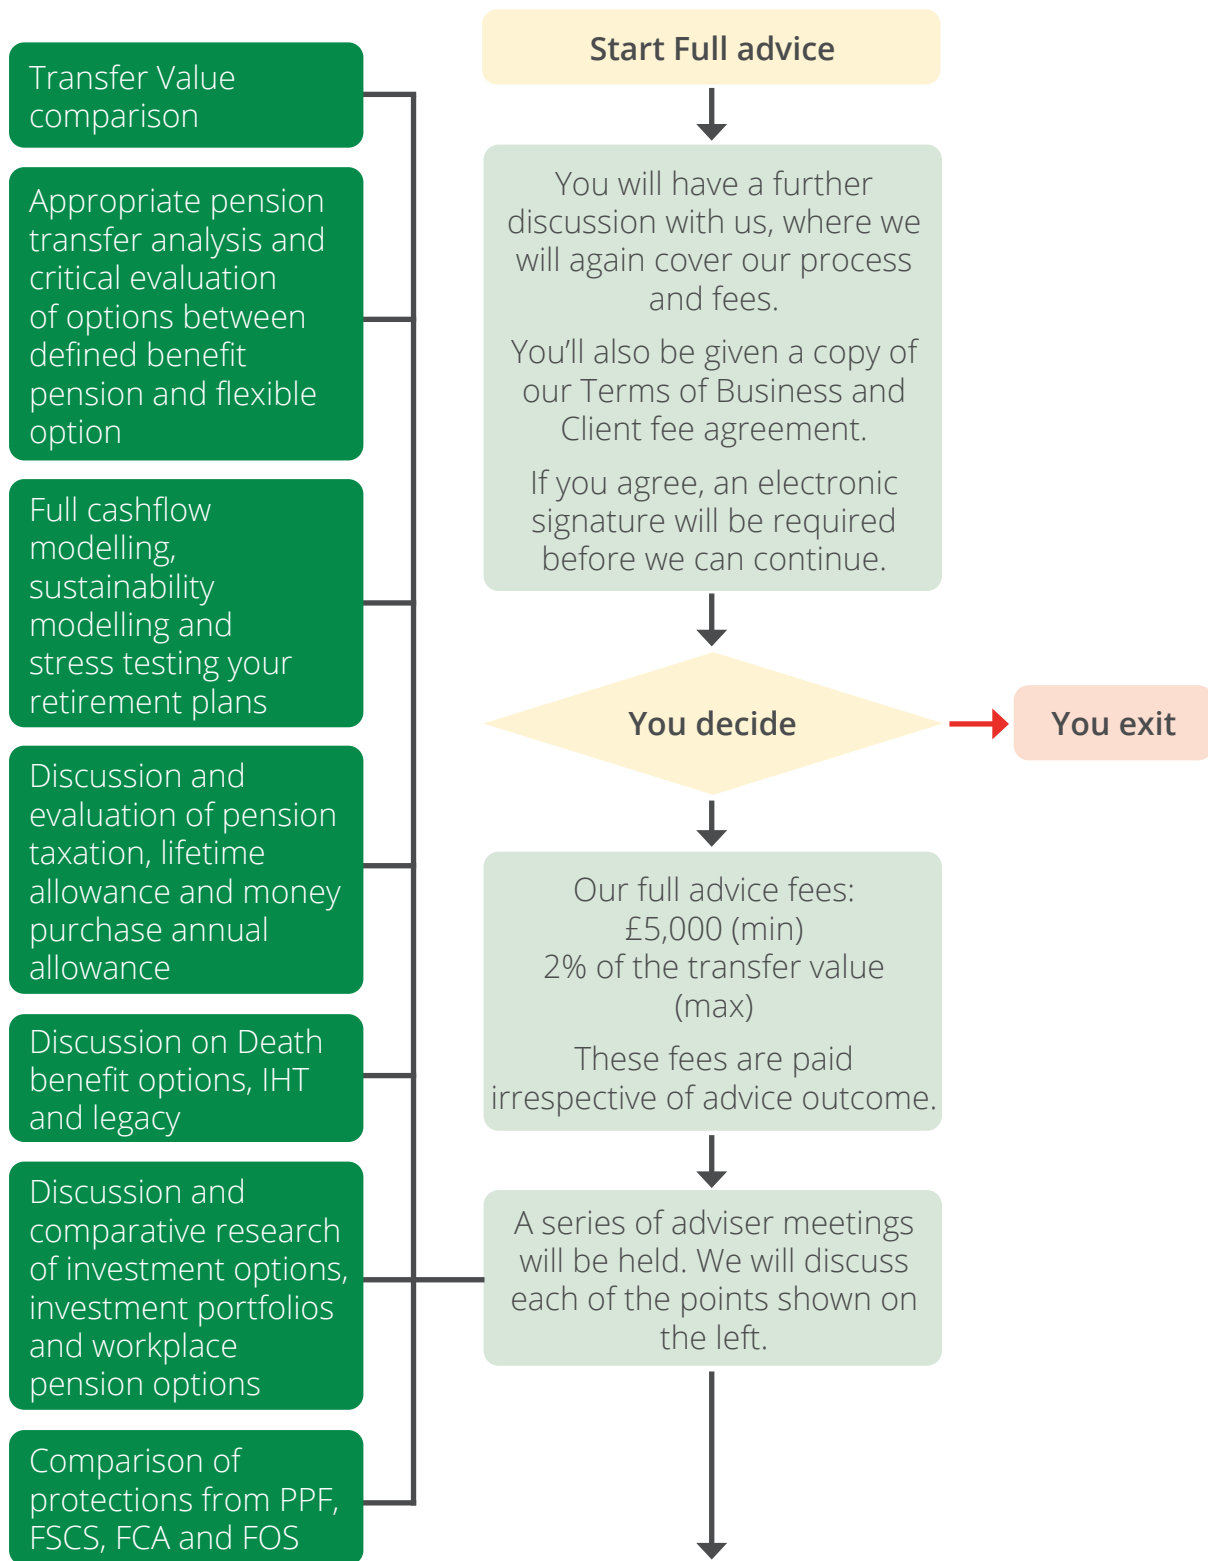 Start Full advice
You will have a further
discussion with us, where we
will again cover our process
and fees.
You'll also be given a copy of
our Terms of Business and
Client fee agreement.
If you agree, an electronic
signature will be required
before we can continue.
You decide
You exit
Our full advice fees:
£5,000 (min)
2% of the transfer value
(max)
These fees are paid
irrespective of advice outcome.
A series of adviser meetings
will be held. We will discuss
each of the points shown on
the left.
Transfer Value
comparison
Appropriate pension
transfer analysis and
critical evaluation
of options between
defined benefit
pension and flexible
option
Full cashflow
modelling,
sustainability
modelling and
stress testing your
retirement plans
Discussion and
evaluation of pension
taxation, lifetime
allowance and money
purchase annual
allowance
Discussion on Death
benefit options, IHT
and legacy
Discussion and
comparative research
of investment options,
investment portfolios
and workplace
pension options
Comparison of
protections from PPF,
FSCS, FCA and FOS